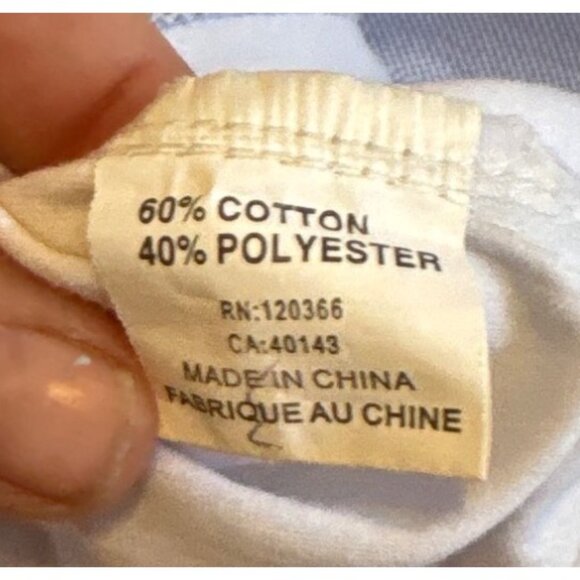 60% COTTON
40% POLYESTER
RN:120366
CA:40143
MADE IN CHINA
FABRIQUE AU CHINE